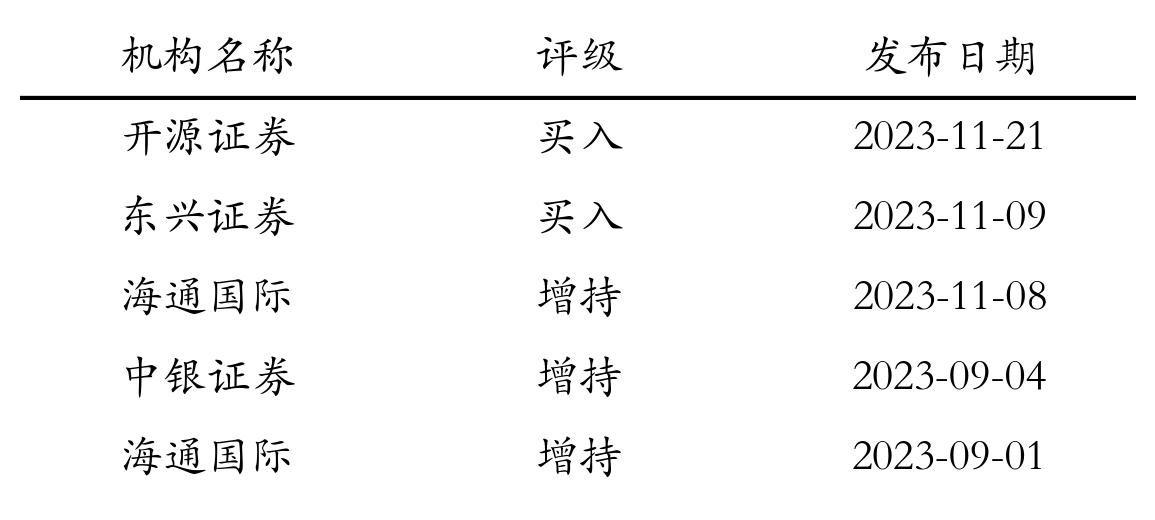 机构名称 评级 发布日期
开源证券 买入 2023-11-21
东兴证券 买入 2023-11-09
海通国际 增持 2023-11-08
中银证券 增持 2023-09-04
海通国际 增持 2023-09-01